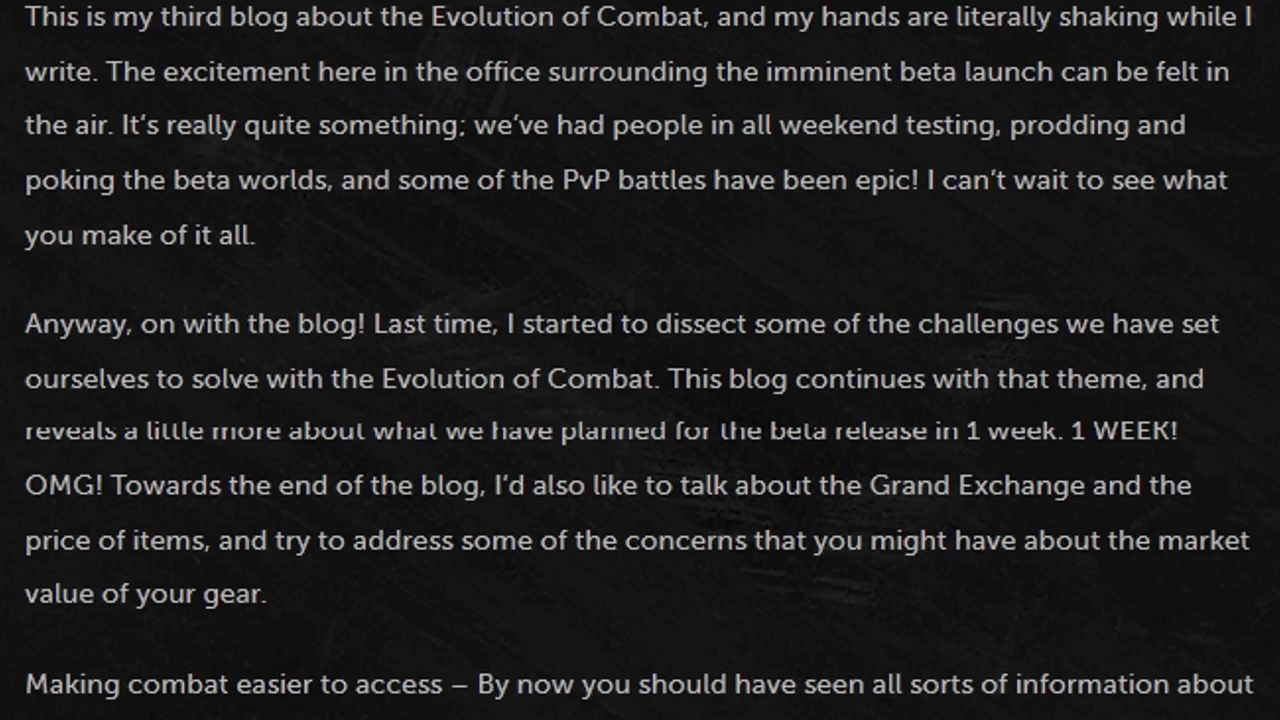 This is my third blog about the Evolution of Combat, and my hands are literally shaking while I
write. The excitement here in the office surrounding the imminent beta launch can be felt in
the air. It’s really quite something; we’ve had people in all weekend testing, prodding and
poking the beta worlds, and some of the PvP battles have been epic! I can’t wait to see what
you make of it all.
Anyway, on with the blog! Last time, I started to dissect some of the challenges we have set
ourselves to solve with the Evolution of Combat. This blog continues with that theme, and
reveals a little more about what we have planned for the beta release in 1 week. 1 WEEK!
OMG! Towards the end of the blog, I’d also like to talk about the Grand Exchange and the
price of items, and try to address some of the concerns that you might have about the market
value of your gear.
Making combat easier to access – By now you should have seen all sorts of information about